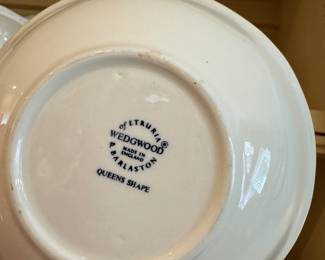 of ETRURIA
WEDGWOOD ®
MADE IN
ENGLAND
& BARLASTON
QUEENS SHAPE